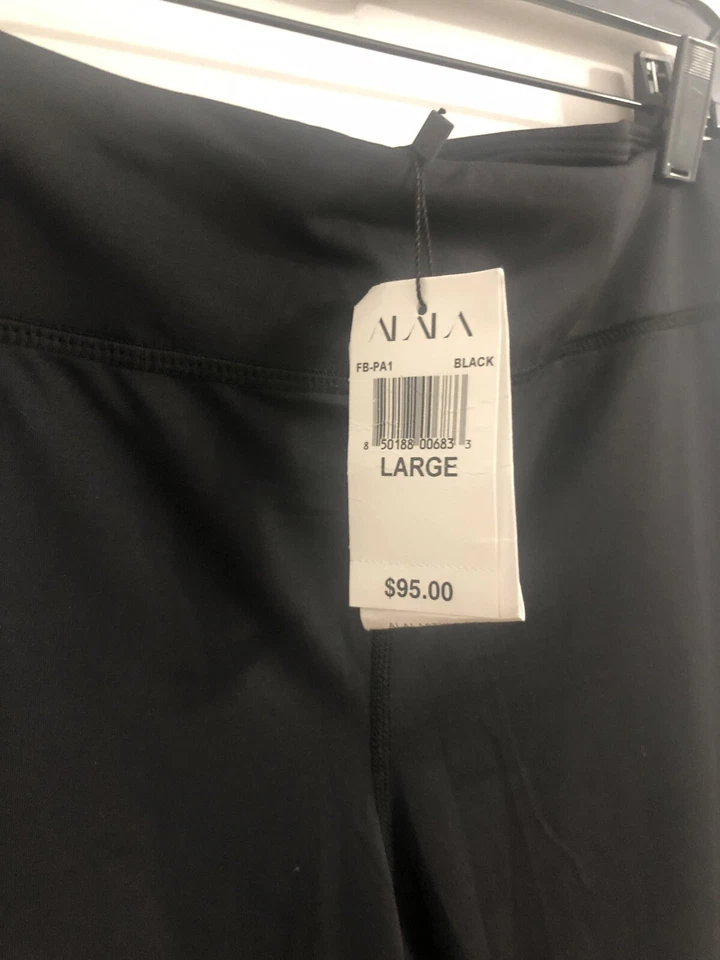 ALALA
FB-PA1 BLACK
8 50188 00683 3
LARGE
$95.00